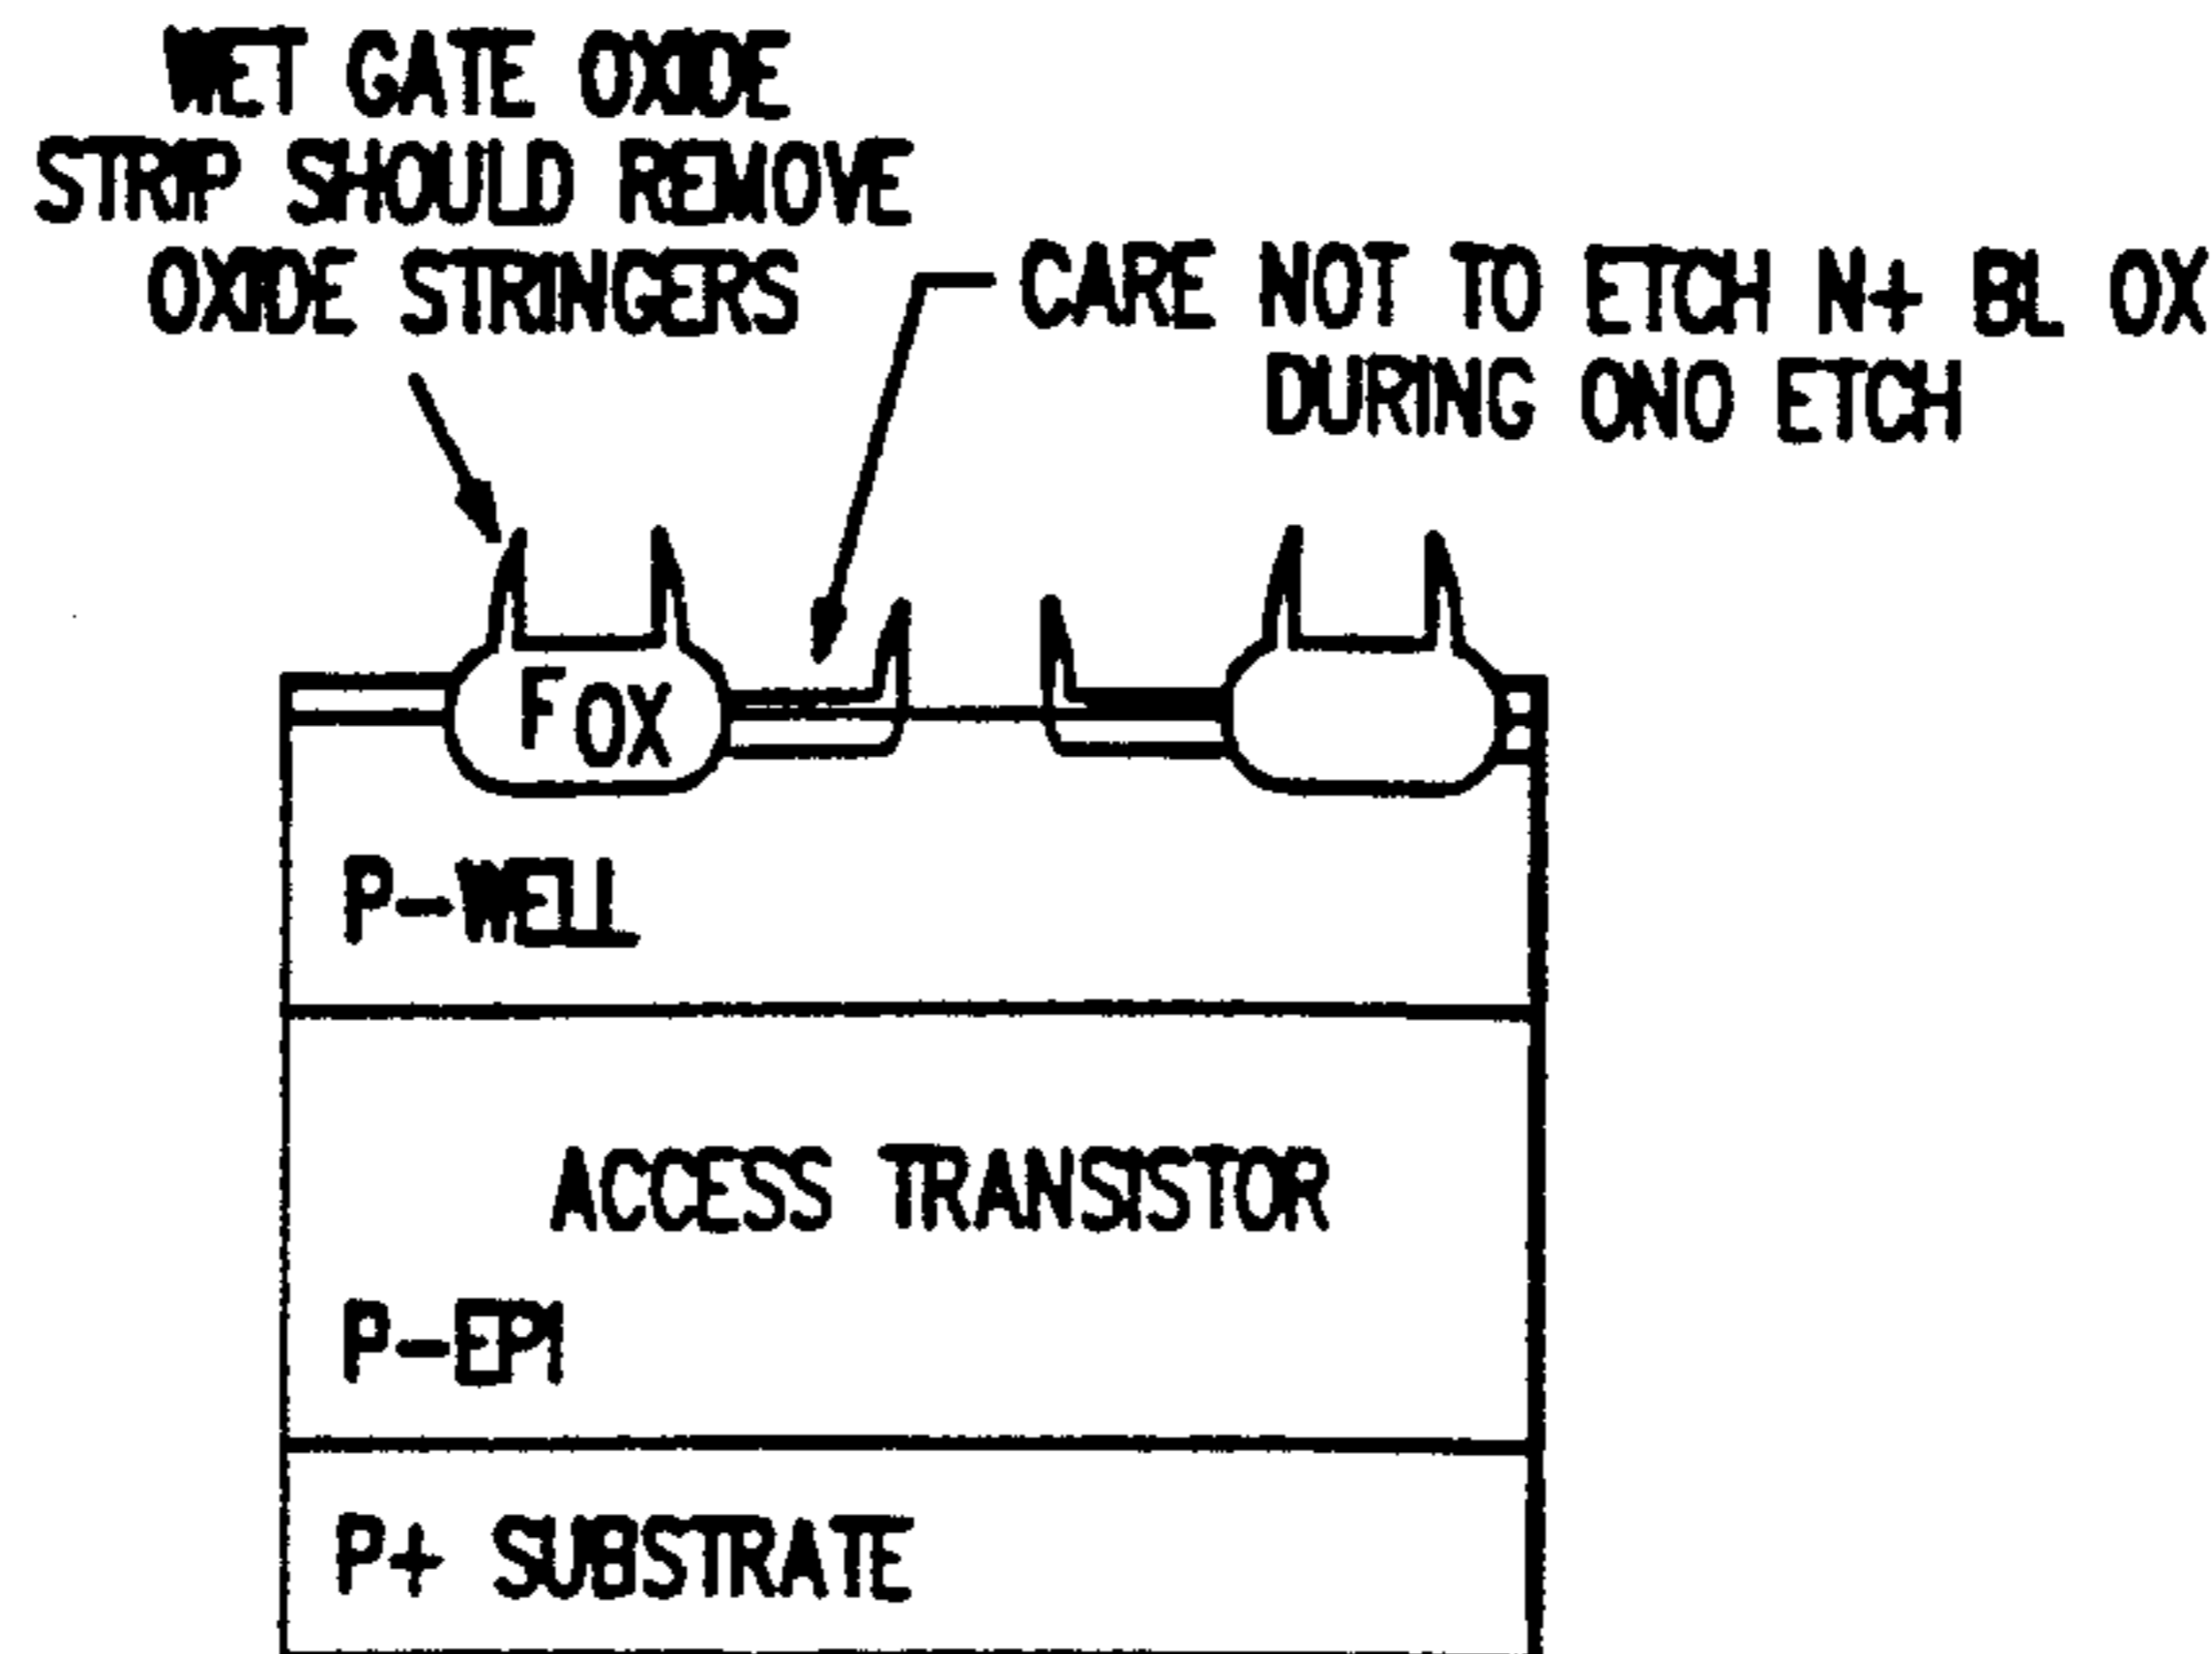 WET GATE OXIDE
STRIP SHOULD REMOVE
OXIDE STRINGERS
CARE NOT TO ETCH N+ BL OX
DURING ONO ETCH
FOX
P-WELL
ACCESS TRANSISTOR
P-EPI
P+ SUBSTRATE